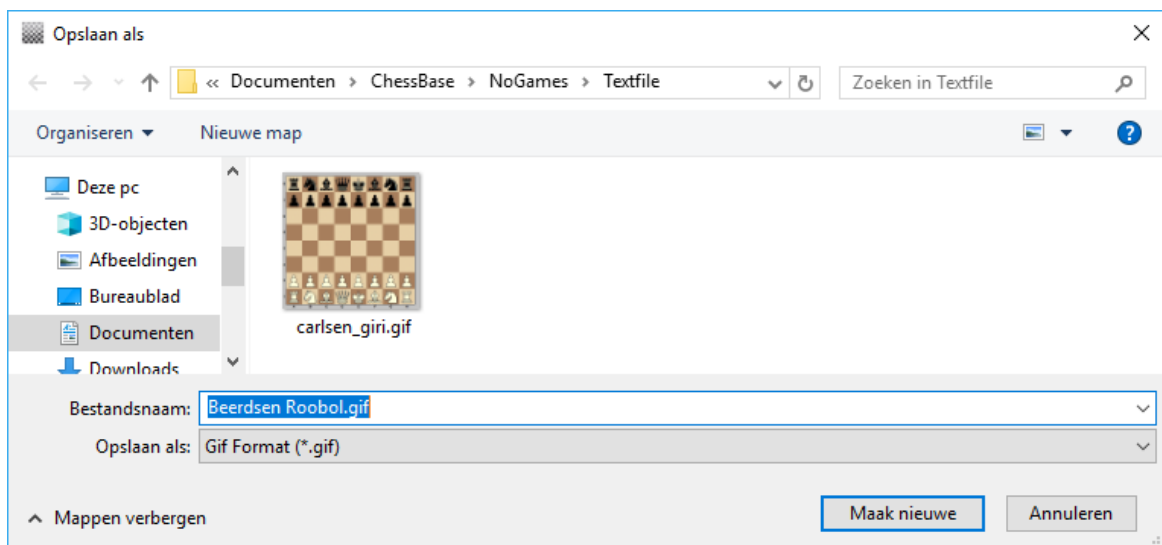 Opslaan als
« Documenten > ChessBase > NoGames > Textfile
Zoeken in Textfile
Organiseren
Nieuwe map
?
Deze pc
3D-objecten
Afbeeldingen
Bureaublad
Documenten
Downloads
carlsen_giri.gif
Bestandsnaam: Beerdsen Roobol.gif
Opslaan als: Gif Format (*.gif)
Mappen verbergen
Maak nieuwe
Annuleren